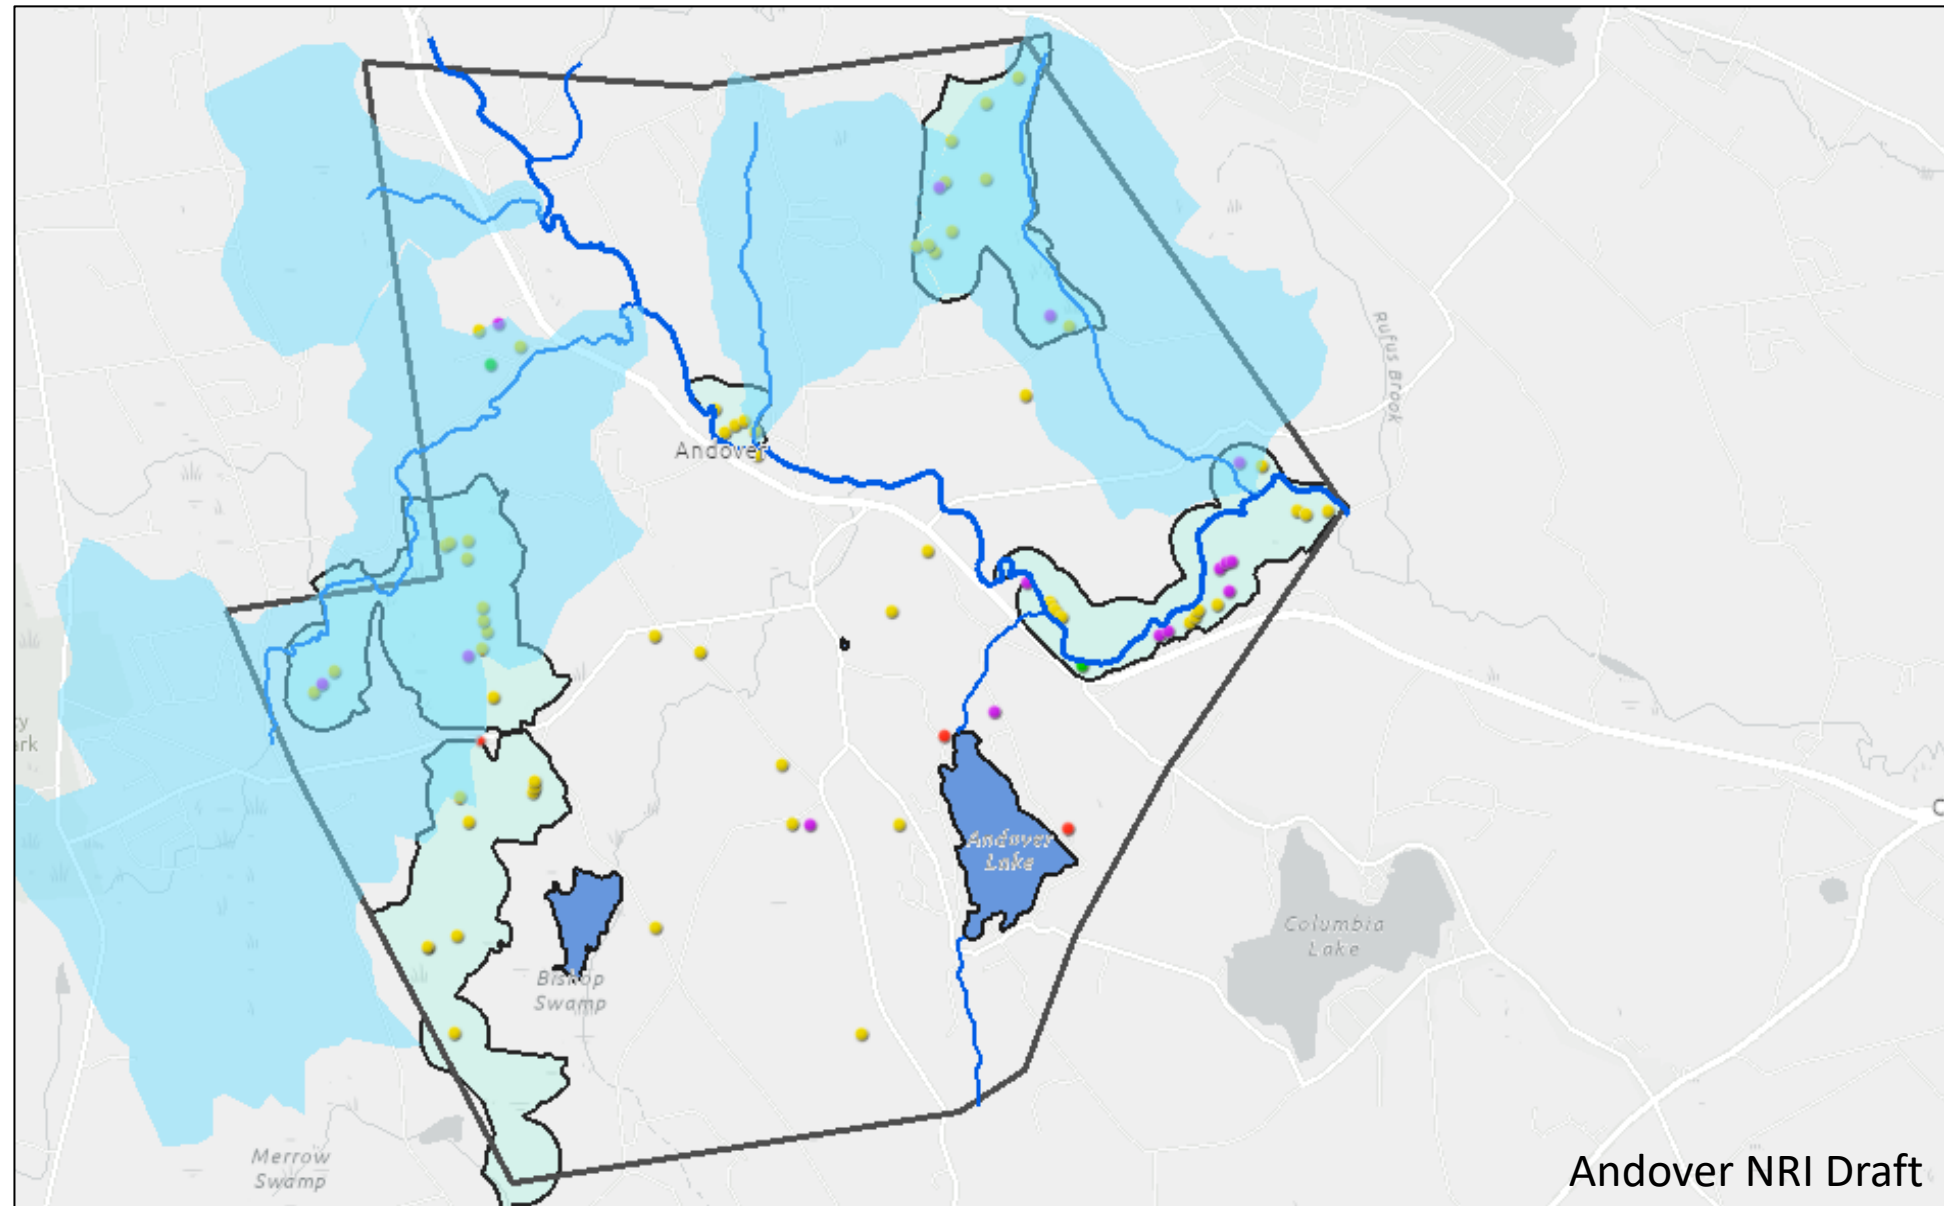 Rufus Brook
Andover
Andover
Lake
Columbia
Lake
Bishop
Swamp
Merrow
Swamp
Andover NRI Draft